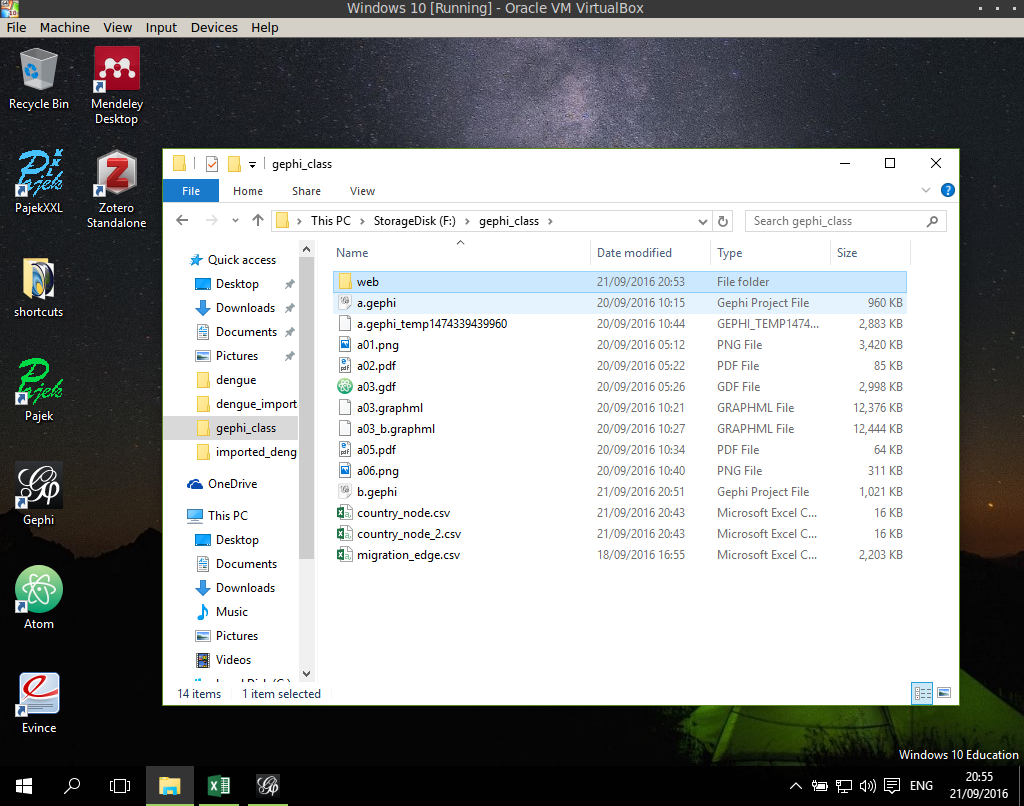 Windows 10 [Running] - Oracle VM VirtualBox
File Machine View Input Devices Help
Recycle Bin
Mendeley Desktop
PajekXXL
Zotero Standalone
shortcuts
Pajek
Gephi
Atom
Evince
gephi_class
File Home Share View
This PC StorageDisk (F:) gephi_class
Search gephi_class
Quick access
Desktop
Downloads
Documents
Pictures
dengue
dengue_import
gephi_class
imported_deng
OneDrive
This PC
Desktop
Documents
Downloads
Music
Pictures
Videos
Name Date modified Type Size
web 21/09/2016 20:53 File folder
a.gephi 20/09/2016 10:15 Gephi Project File 960 KB
a.gephi_temp1474339439960 20/09/2016 10:44 GEPHI_TEMP1474... 2,883 KB
a01.png 20/09/2016 05:12 PNG File 3,420 KB
a02.pdf 20/09/2016 05:22 PDF File 85 KB
a03.gdf 20/09/2016 05:26 GDF File 2,998 KB
a03.graphml 20/09/2016 10:21 GRAPHML File 12,376 KB
a03_b.graphml 20/09/2016 10:27 GRAPHML File 12,444 KB
a05.pdf 20/09/2016 10:34 PDF File 64 KB
a06.png 20/09/2016 10:40 PNG File 311 KB
b.gephi 21/09/2016 20:51 Gephi Project File 1,021 KB
country_node.csv 21/09/2016 20:43 Microsoft Excel C... 16 KB
country_node_2.csv 21/09/2016 20:43 Microsoft Excel C... 16 KB
migration_edge.csv 18/09/2016 16:55 Microsoft Excel C... 2,203 KB
14 items 1 item selected
Windows 10 Education
ENG
20:55
21/09/2016